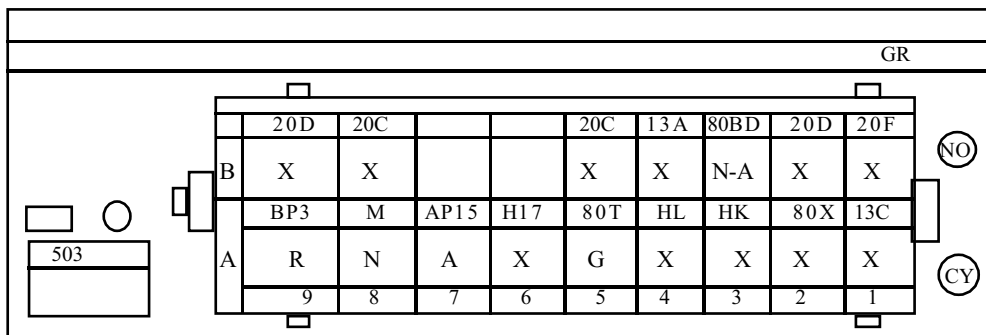 GR
20D 20C 20C 13A 80BD 20D 20F
NO
B X X X X N-A X X
BP3 M AP15 H17 80T HL HK 80X 13C
503
A R N A X G X X X X
CY
9 8 7 6 5 4 3 2 1